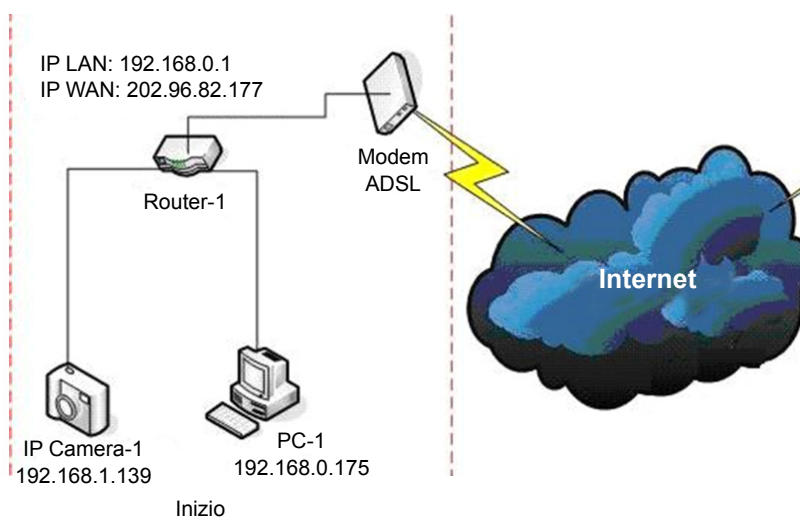 IP LAN: 192.168.0.1
IP WAN: 202.96.82.177
Modem
ADSL
Router-1
Internet
IP Camera-1
192.168.1.139
PC-1
192.168.0.175
Inizio